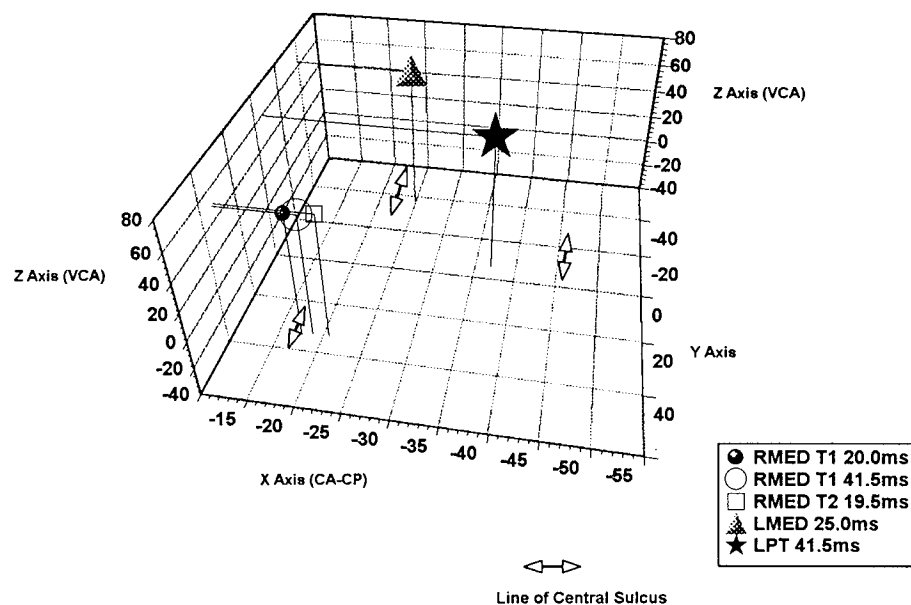 80
60
40
20
0
-20
-40
Z Axis (VCA)
80
60
40
20
0
-20
-40
Z Axis (VCA)
-40
-20
0
20
40
Y Axis
-15
-20
-25
-30
-35
-40
-45
-50
-55
X Axis (CA-CP)
RMED T1 20.0ms
RMED T1 41.5ms
RMED T2 19.5ms
LMED 25.0ms
LPT 41.5ms
Line of Central Sulcus